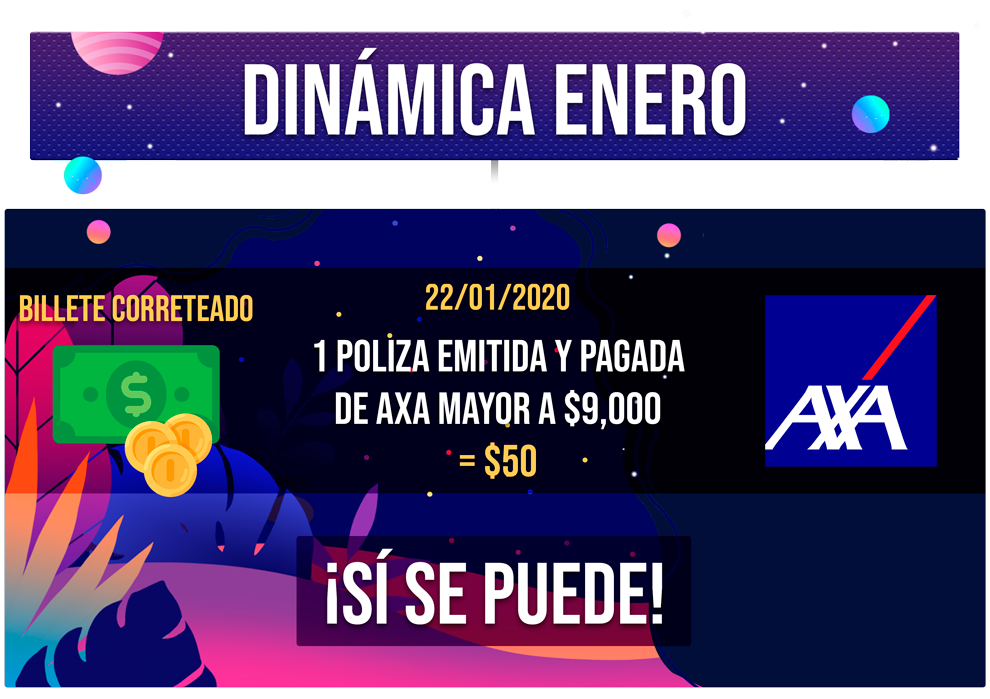 DINÁMICA ENERO
BILLETE CORRETEADO
22/01/2020
1 POLIZA EMITIDA Y PAGADA
DE AXA MAYOR A $9,000
= $50
$
AXA
¡SÍ SE PUEDE!